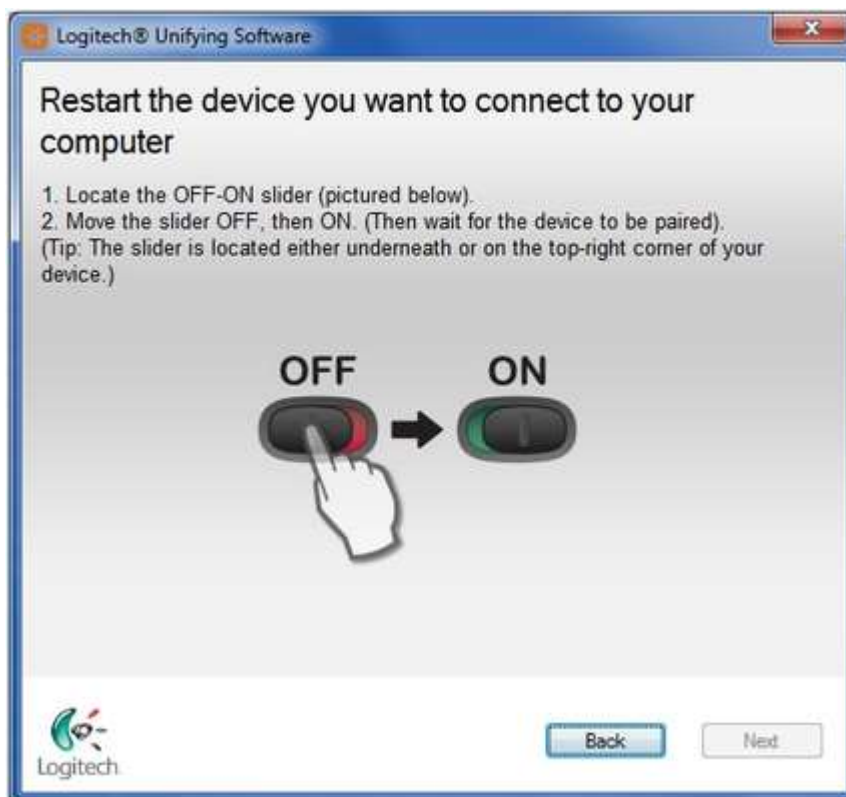 Logitech® Unifying Software
Restart the device you want to connect to your
computer
1. Locate the OFF-ON slider (pictured below).
2. Move the slider OFF, then ON. (Then wait for the device to be paired).
(Tip: The slider is located either underneath or on the top-right corner of your
device.)
OFF ON
Logitech
Back Next